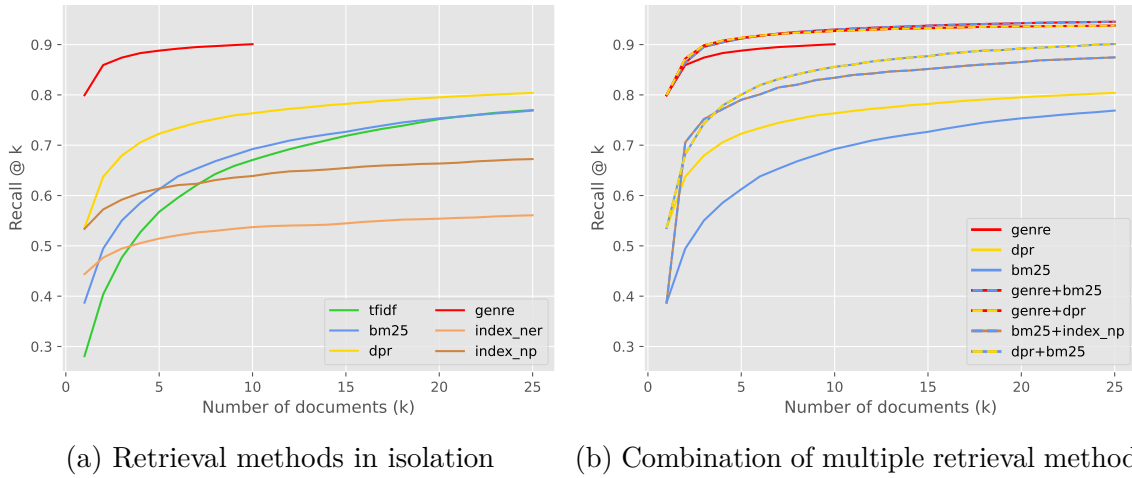 0.9
0.8
0.7
0.6
0.5
0.4
0.3
Recall @ k
0 5 10 15 20 25
Number of documents (k)
tfidf
bm25
dpr
genre
index_ner
index_np
(a) Retrieval methods in isolation
0.9
0.8
0.7
0.6
0.5
0.4
0.3
Recall @ k
0 5 10 15 20 25
Number of documents (k)
genre
dpr
bm25
genre+bm25
genre+dpr
bm25+index_np
dpr+bm25
(b) Combination of multiple retrieval method